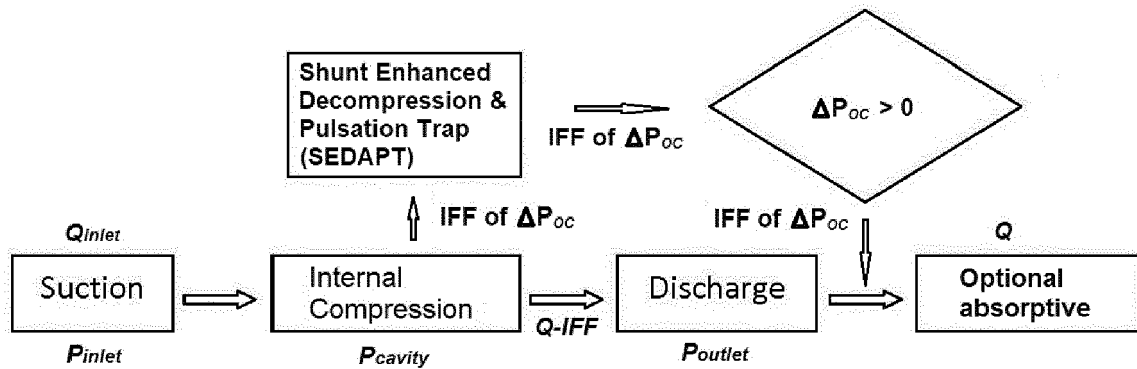 Shunt Enhanced
Decompression &
Pulsation Trap
(SEDAPT)
IFF of ΔPoc
ΔPoc > 0
IFF of ΔPoc
IFF of ΔPoc
Qinlet
Q
Suction
Internal
Compression
Q-IFF
Discharge
Optional
absorptive
Pinlet
Pcavity
Poutlet